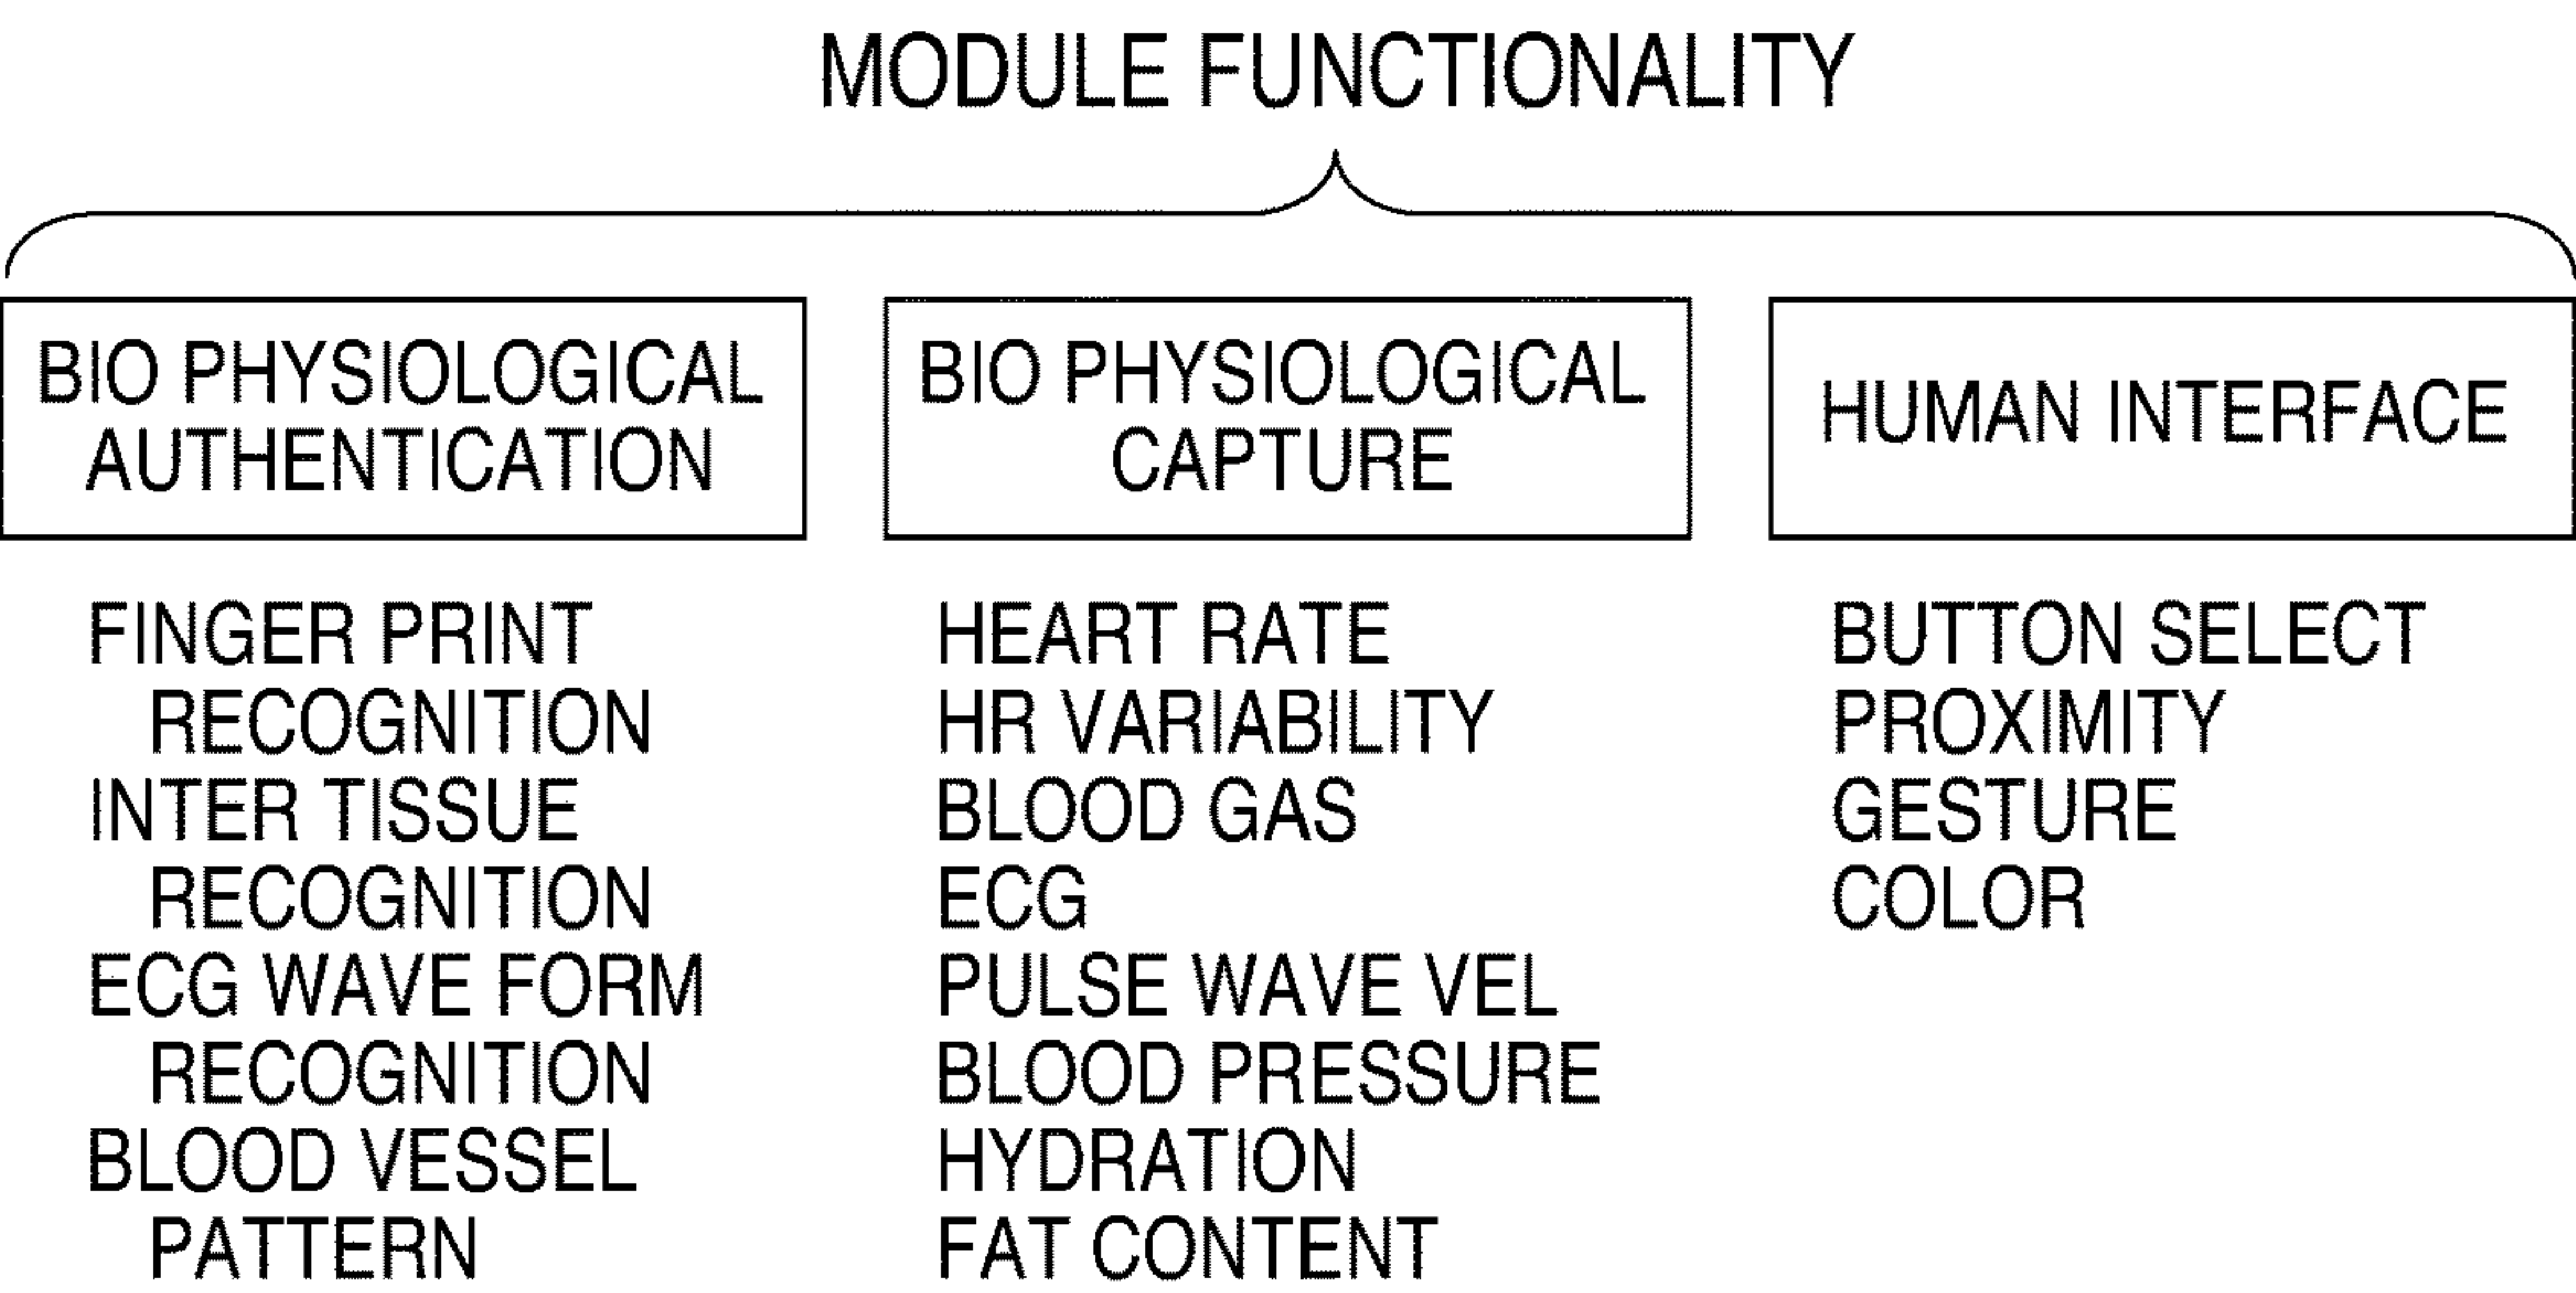 MODULE FUNCTIONALITY
BIO PHYSIOLOGICAL
AUTHENTICATION
FINGER PRINT
RECOGNITION
INTER TISSUE
RECOGNITION
ECG WAVE FORM
RECOGNITION
BLOOD VESSEL
PATTERN
BIO PHYSIOLOGICAL
CAPTURE
HEART RATE
HR VARIABILITY
BLOOD GAS
ECG
PULSE WAVE VEL
BLOOD PRESSURE
HYDRATION
FAT CONTENT
HUMAN INTERFACE
BUTTON SELECT
PROXIMITY
GESTURE
COLOR